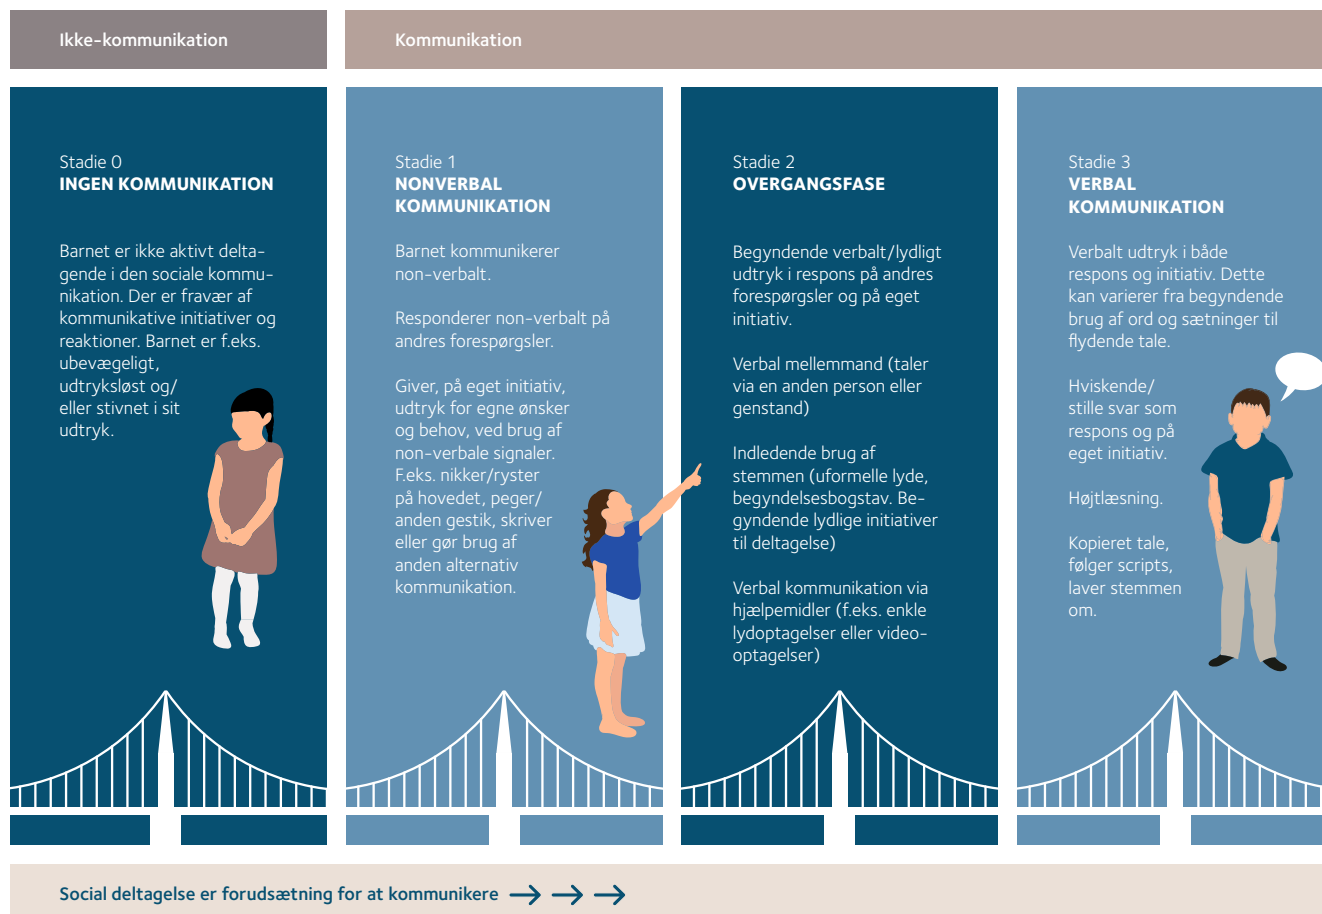 Ikke-kommunikation
Kommunikation
Stadie 0
INGEN KOMMUNIKATION
Barnet er ikke aktivt delta-
gende i den sociale kommu-
nikation. Der er fravær af
kommunikative initiativer og
reaktioner. Barnet er f.eks.
ubevægeligt,
udtryksløst og/
eller stivnet i sit
udtryk.
Stadie 1
NONVERBAL
KOMMUNIKATION
Barnet kommunikerer
non-verbalt.
Responderer non-verbalt på
andres forespørgsler.
Giver, på eget initiativ,
udtryk for egne ønsker
og behov, ved brug af
non-verbale signaler.
F.eks. nikker/ryster
på hovedet, peger/
anden gestik, skriver
eller gør brug af
anden alternativ
kommunikation.
Stadie 2
OVERGANGSFASE
Begyndende verbalt/lydligt
udtryk i respons på andres
forespørgsler og på eget
initiativ.
Verbal mellemmand (taler
via en anden person eller
genstand)
Indledende brug af
stemmen (uformelle lyde,
begyndelsesbogstav. Be-
gyndende lydlige initiativer
til deltagelse)
Verbal kommunikation via
hjælpemidler (f.eks. enkle
lydoptagelser eller video-
optagelser)
Stadie 3
VERBAL
KOMMUNIKATION
Verbalt udtryk i både
respons og initiativ. Dette
kan varierer fra begyndende
brug af ord og sætninger til
flydende tale.
Hviskende/
stille svar som
respons og på
eget initiativ.
Højtlæsning.
Kopieret tale,
følger scripts,
laver stemmen
om.
Social deltagelse er forudsætning for at kommunikere → → →